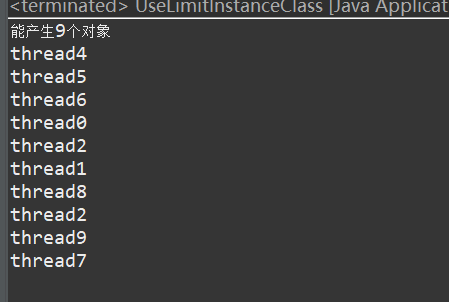 <terminated> UseLimitInstanceClass [Java Applicat
能产生9个对象
thread4
thread5
thread6
thread0
thread2
thread1
thread8
thread2
thread9
thread7